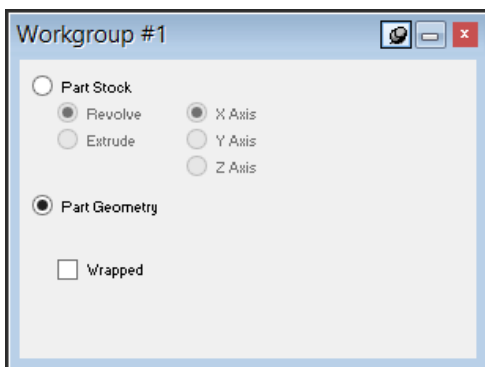 Workgroup #1
Part Stock
Revolve X Axis
Extrude Y Axis
Z Axis
Part Geometry
Wrapped